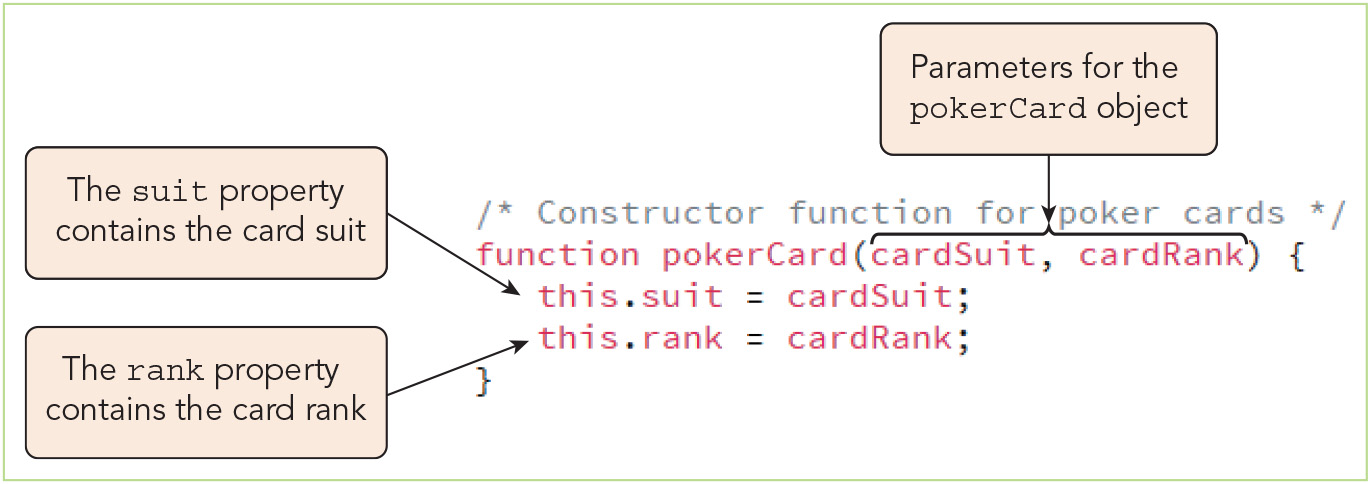 Parameters for the
pokerCard object
The suit property
contains the card suit
/* Constructor function for poker cards */
function pokerCard(cardSuit, cardRank) {
this.suit = cardSuit;
this.rank = cardRank;
}
The rank property
contains the card rank